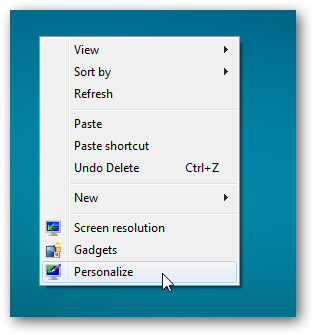 View
Sort by
Refresh
Paste
Paste shortcut
Undo Delete Ctrl+Z
New
Screen resolution
Gadgets
Personalize